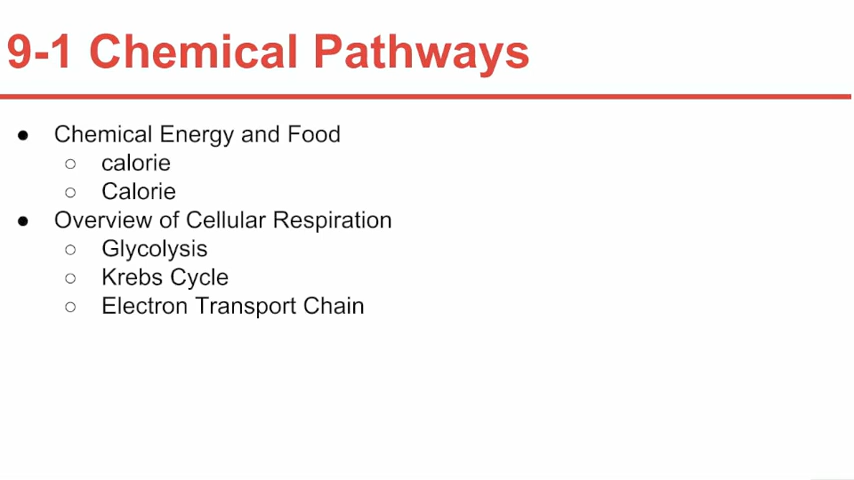 9-1 Chemical Pathways
● Chemical Energy and Food
○ calorie
○ Calorie
● Overview of Cellular Respiration
○ Glycolysis
○ Krebs Cycle
○ Electron Transport Chain